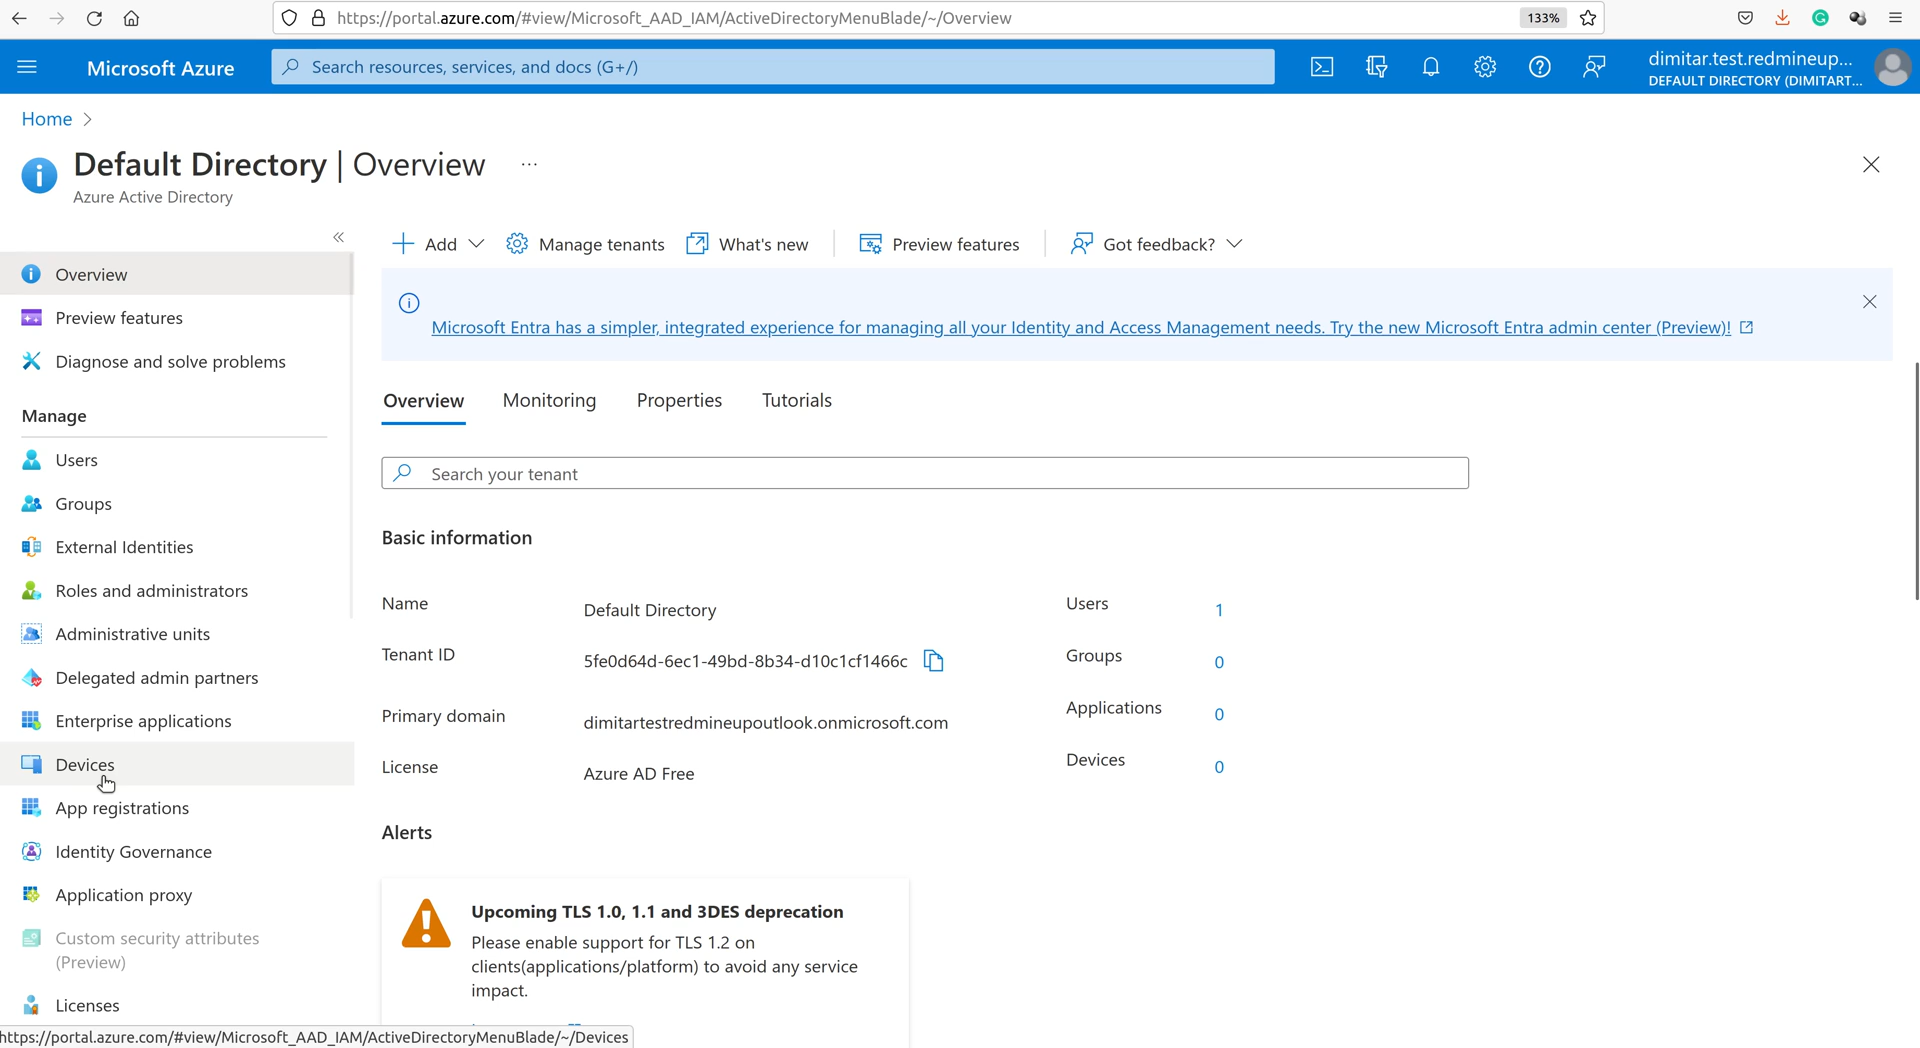 https://portal.azure.com/#view/Microsoft_AAD_IAM/ActiveDirectoryMenuBlade/~/Overview
133%
Microsoft Azure
Search resources, services, and docs (G+/)
dimitar.test.redmineup...
DEFAULT DIRECTORY (DIMITART...
Home
Default Directory | Overview
...
Azure Active Directory
Add
Manage tenants
What's new
Preview features
Got feedback?
Overview
Preview features
Diagnose and solve problems
Manage
Users
Groups
External Identities
Roles and administrators
Administrative units
Delegated admin partners
Enterprise applications
Devices
App registrations
Identity Governance
Application proxy
Custom security attributes
(Preview)
Licenses
Microsoft Entra has a simpler, integrated experience for managing all your Identity and Access Management needs. Try the new Microsoft Entra admin center (Preview)!
Overview
Monitoring
Properties
Tutorials
Search your tenant
Basic information
Name
Default Directory
Users
1
Tenant ID
5fe0d64d-6ec1-49bd-8b34-d10c1cf1466c
Groups
0
Primary domain
dimitartestredmineupoutlook.onmicrosoft.com
Applications
0
License
Azure AD Free
Devices
0
Alerts
Upcoming TLS 1.0, 1.1 and 3DES deprecation
Please enable support for TLS 1.2 on
clients(applications/platform) to avoid any service
impact.
https://portal.azure.com/#view/Microsoft_AAD_IAM/ActiveDirectoryMenuBlade/~/Devices